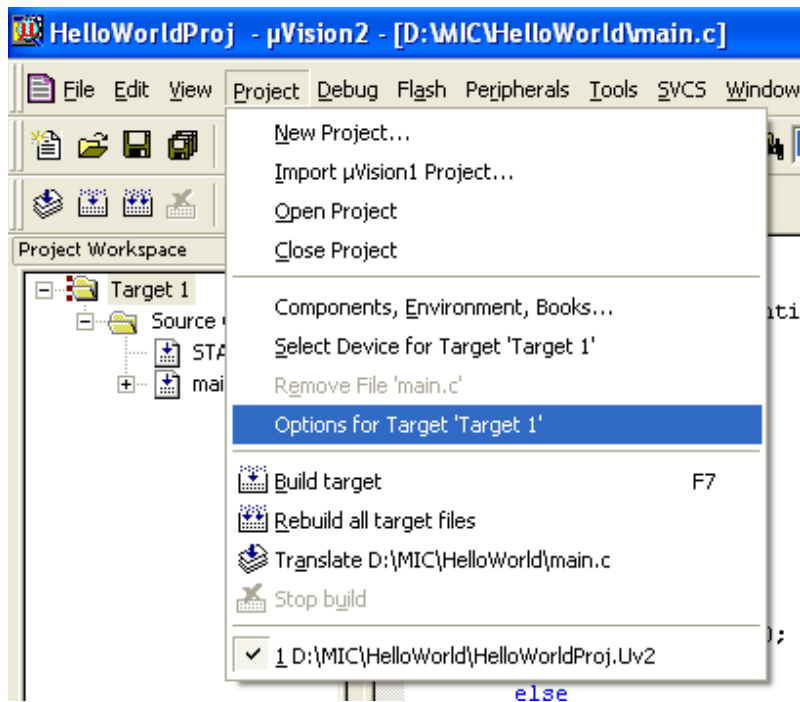 HelloWorldProj - µVision2 - [D:\MIC\HelloWorld\main.c]
File Edit View Project Debug Flash Peripherals Tools SVCS Window
New Project...
Import µVision1 Project...
Open Project
Close Project
Project Workspace
Target 1
Source
Components, Environment, Books...
Select Device for Target 'Target 1'
Remove File 'main.c'
Options for Target 'Target 1'
Build target F7
Rebuild all target files
Translate D:\MIC\HelloWorld\main.c
Stop build
);
1 D:\MIC\HelloWorld\HelloWorldProj.Uv2
else